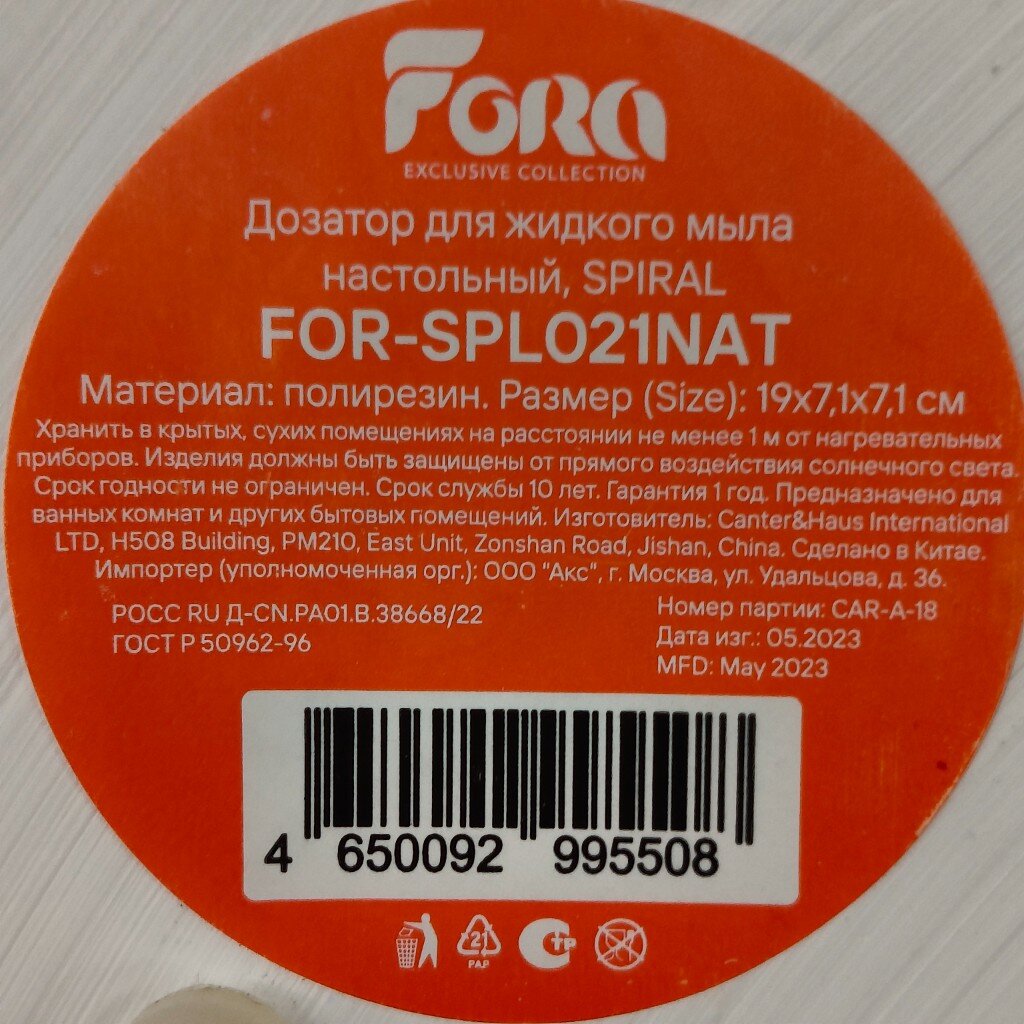 FORA
EXCLUSIVE COLLECTION
Дозатор для жидкого мыла
настольный, SPIRAL
FOR-SPL021NAT
Материал: полирезин. Размер (Size): 19x7,1x7,1 см
Хранить в крытых, сухих помещениях на расстоянии не менее 1 м от нагревательных
приборов. Изделия должны быть защищены от прямого воздействия солнечного света.
Срок годности не ограничен. Срок службы 10 лет. Гарантия 1 год. Предназначено для
ванных комнат и других бытовых помещений. Изготовитель: Canter&Haus International
LTD, H508 Building, PM210, East Unit, Zonshan Road, Jishan, China. Сделано в Китае.
Импортер (уполномоченная орг.): ООО "Акс", г. Москва, ул. Удальцова, д. 36.
РОСС RU Д-CN.РА01.В.38668/22
ГОСТ Р 50962-96
Номер партии: CAR-A-18
Дата изг.: 05.2023
MFD: May 2023
4 650092 995508
21
PAP
СТР